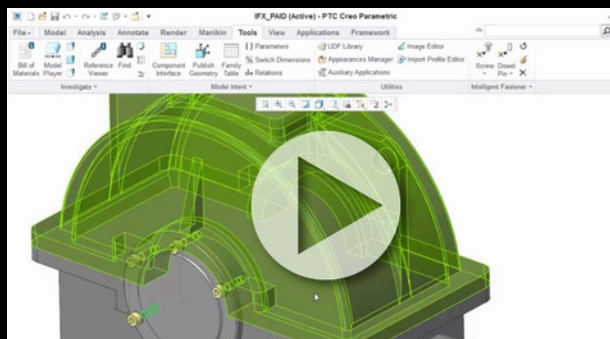 IFX_PAID (Active) - PTC Creo Parametric
File Model Analysis Annotate Render Manikin Tools View Applications Framework
Bill of Materials
Model Player
Reference Viewer
Find
Investigate
Component Interface
Publish Geometry
Family Table
[] Parameters
Switch Dimensions
d= Relations
Model Intent
UDF Library
Appearances Manager
Auxiliary Applications
Image Editor
Import Profile Editor
Utilities
Screw
Dowel Pin
Intelligent Fastener